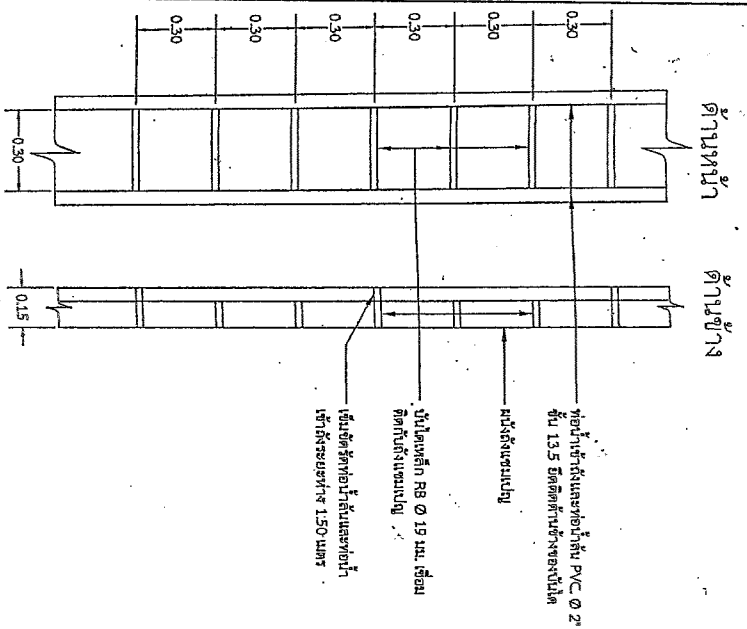 0.30
0.30
0.30
0.30
0.30
0.30
ด้านหน้า
0.30
ด้านข้าง
0.15
ท่อน้ำเข้าถังและท่อน้ำล้น PVC. Ø 2"
ชั้น 13.5 ยึดติดด้านข้างของบันได
ผนังถังแชมเปญ
บันไดเหล็ก RB Ø 19 มม. เชื่อม
ติดกับถังแชมเปญ
เข็มขัดรัดท่อน้ำล้นและท่อน้ำ
เข้าถังระยะห่าง 1.50 เมตร